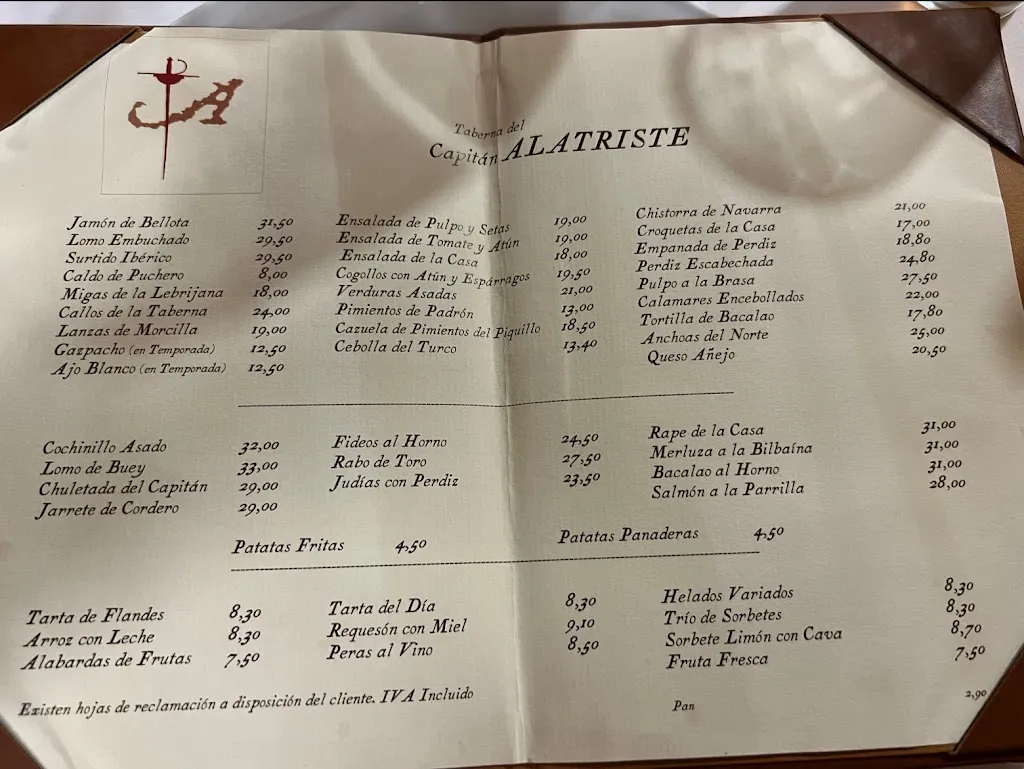 A
Taberna del
Capitán ALATRISTE
Jamón de Bellota 31,50
Lomo Embuchado 29,50
Surtido Ibérico 29,50
Caldo de Puchero 8,00
Migas de la Lebrijana 18,00
Callos de la Taberna 24,00
Lanzas de Morcilla 19,00
Gazpacho (en Temporada) 12,50
Ajo Blanco (en Temporada) 12,50
Ensalada de Pulpo y Setas 19,00
Ensalada de Tomate y Atún 19,00
Ensalada de la Casa 18,00
Cogollos con Atún y Espárragos 19,50
Verduras Asadas 21,00
Pimientos de Padrón 13,00
Cazuela de Pimientos del Piquillo 18,50
Cebolla del Turco 13,40
Chistorra de Navarra 21,00
Croquetas de la Casa 17,00
Empanada de Perdiz 18,80
Perdiz Escabechada 24,80
Pulpo a la Brasa 27,50
Calamares Encebollados 22,00
Tortilla de Bacalao 17,80
Anchoas del Norte 25,00
Queso Añejo 20,50
Cochinillo Asado 32,00
Lomo de Buey 33,00
Chuletada del Capitán 29,00
Jarrete de Cordero 29,00
Fideos al Horno 24,50
Rabo de Toro 27,50
Judías con Perdiz 23,50
Rape de la Casa 31,00
Merluza a la Bilbaína 31,00
Bacalao al Horno 31,00
Salmón a la Parrilla 28,00
Patatas Fritas 4,50
Patatas Panaderas 4,50
Tarta de Flandes 8,30
Arroz con Leche 8,30
Alabardas de Frutas 7,50
Tarta del Día 8,30
Requesón con Miel 9,10
Peras al Vino 8,50
Helados Variados 8,30
Trío de Sorbetes 8,30
Sorbete Limón con Cava 8,70
Fruta Fresca 7,50
Existen hojas de reclamación a disposición del cliente. IVA Incluido
Pan 2,90